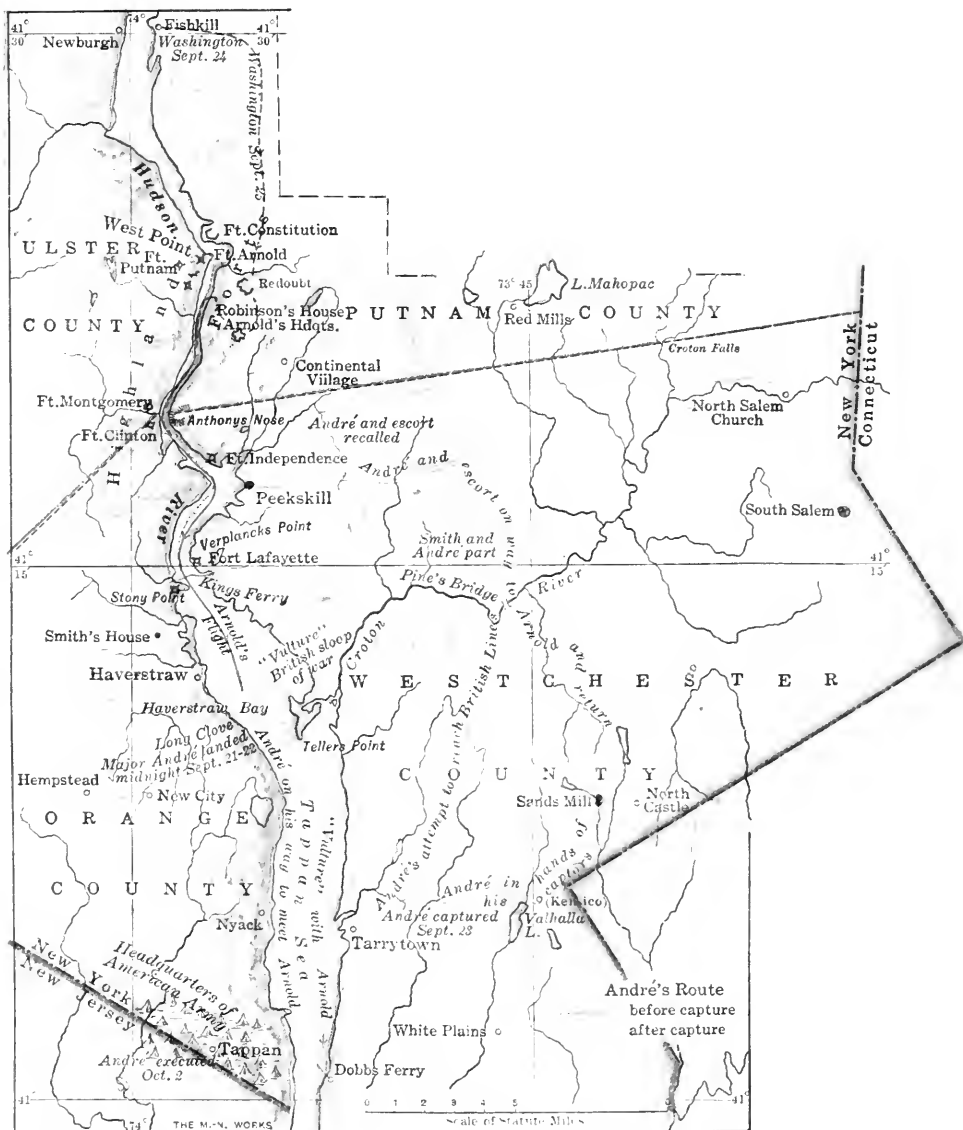 41°
30'
74°
Fishkill
41°
30'
Newburgh
Washington
Sept. 24
Washington Sept. 25
Hudson
West Point
Ft. Constitution
Ft. Arnold
ULSTER
Ft.
Putnam
Redoubt
Forts
73° 45'
L. Mahopac
Robinson's House
Arnold's Hdqts.
PUTNAM COUNTY
Red Mills
COUNTY
Croton Falls
Continental
Viilage
New York
Connecticut
Highlands
Ft. Montgomery
Anthonys Nose
North Salem
Church
Ft. Clinton
André and escort
recalled
Ft. Independence
Peekskill
André and escort on way to Arnold and return
South Salem
River
Verplancks Point
Smith and
André part
Fort Lafayette
41°
15
41°
15
Stony Point
Kings Ferry
Pine's Bridge
River
Arnold's
Flight
Smith's House
"Vulture"
British sloop
of war
Croton
Haverstraw
WESTCHESTER
Haverstraw Bay
Tellers Point
Long Clove
Major André landed
midnight Sept. 21-22
Hempstead
New City
COUNTY
Sands Mill
North
Castle
ORANGE
André on his way to meet Arnold
Tappan Sea
"Vulture" with Arnold
André's attempt to reach British Lines
COUNTY
André in
his
hands
of
captors
(Kensico)
Valhalla
L.
André captured
Sept. 23
Nyack
Tarrytown
New York
New Jersey
Headquarters of
American Army
André's Route
before capture
after capture
White Plains
Tappan
André executed
Oct. 2
Dobbs Ferry
41°
74°
THE M.-N. WORKS
0 1 2 3 4 5
Scale of Statute Miles
41°